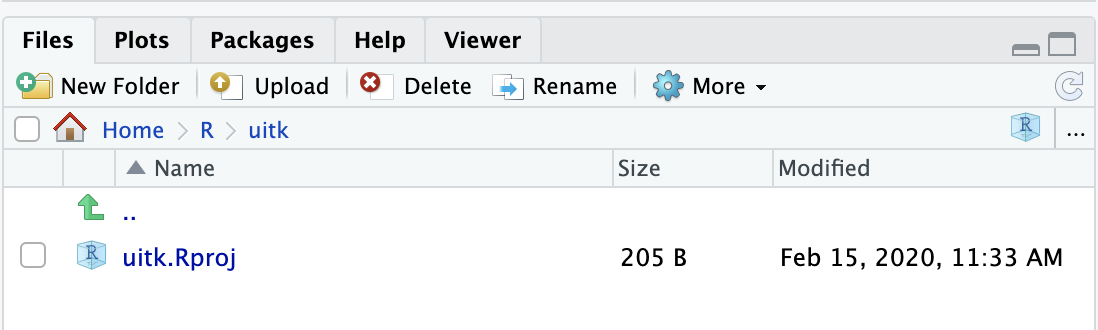 Files Plots Packages Help Viewer
New Folder Upload Delete Rename More
Home R uitk R ...
Name Size Modified
..
R uitk.Rproj 205 B Feb 15, 2020, 11:33 AM